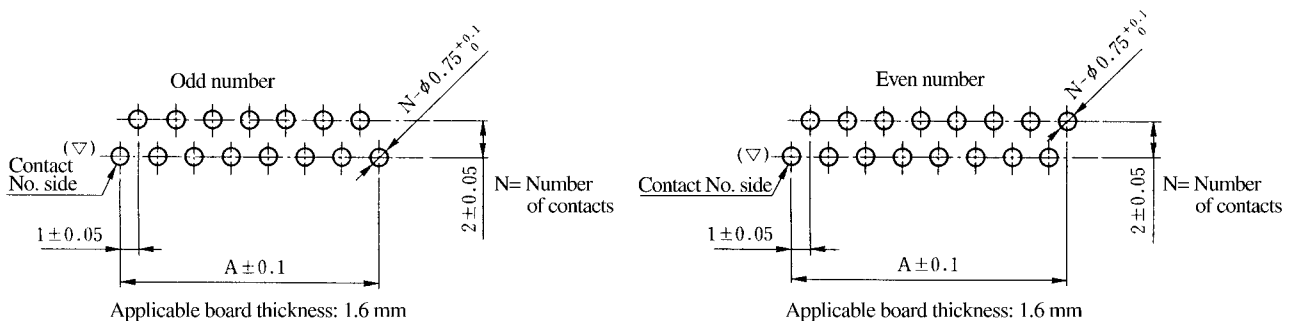 Odd number
N-ϕ0.75 +0.1 0
(▽)
Contact
No. side
2±0.05
N= Number
of contacts
1±0.05
A±0.1
Applicable board thickness: 1.6 mm
Even number
N-ϕ0.75 +0.1 0
(▽)
Contact No. side
2±0.05
N= Number
of contacts
1±0.05
A±0.1
Applicable board thickness: 1.6 mm